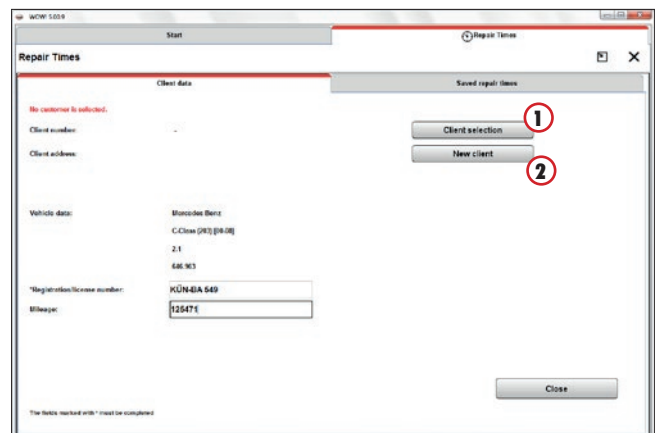 WOW! 5.00.9
Start
Repair Times
Repair Times
Client data
Saved repair times
No customer is selected.
Client number: -
Client selection
1
Client address:
New client
2
Vehicle data: Mercedes Benz
C-Class (203) [00-08]
2.1
646.963
*Registration/license number: KÜN-BA 549
Mileage: 125471
Close
The fields marked with * must be completed